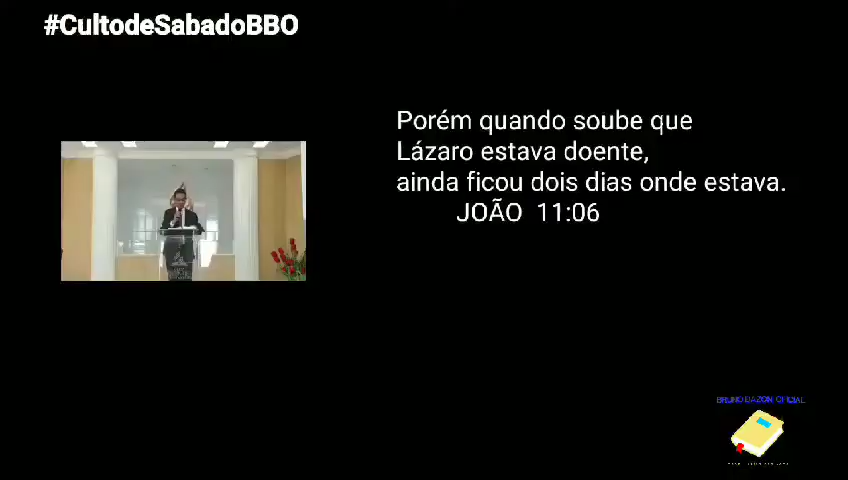 #CultodeSabadoBBO
Porém quando soube que
Lázaro estava doente,
ainda ficou dois dias onde estava.
JOÃO 11:06
BRUNO DAZON OFICIAL